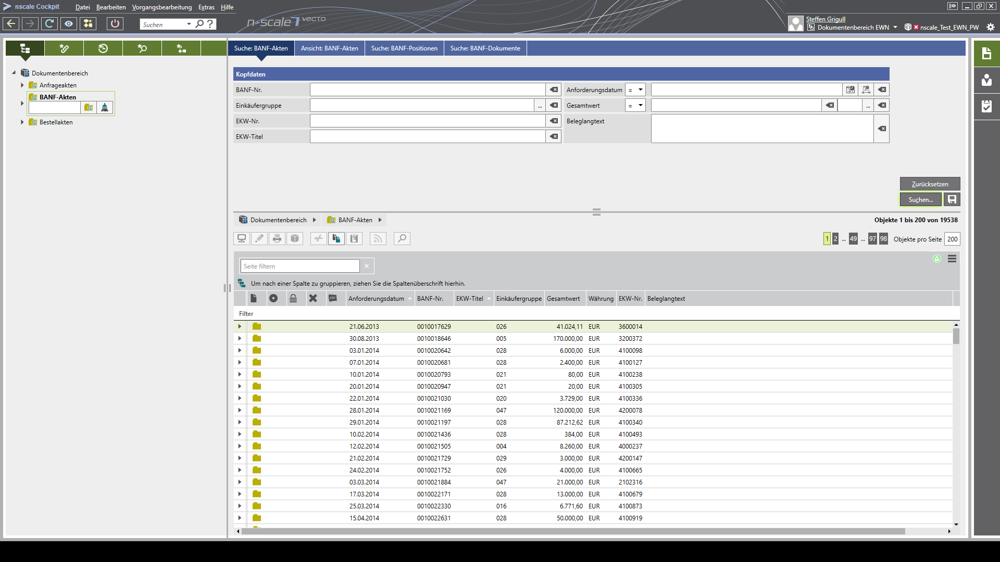 nscale Cockpit
Datei Bearbeiten Vorgangsbearbeitung Extras Hilfe
Suchen
n-scale 7 vecto
Steffen Grigull
Dokumentenbereich EWN
nscale_Test_EWN_PW
Suche: BANF-Akten Ansicht: BANF-Akten Suche: BANF-Positionen Suche: BANF-Dokumente
Dokumentenbereich
Anfrageakten
BANF-Akten
Bestellakten
Kopfdaten
BANF-Nr. Anforderungsdatum =
Einkäufergruppe ... Gesamtwert = ...
EKW-Nr. Beleglangtext
EKW-Titel
Zurücksetzen
Suchen...
Dokumentenbereich BANF-Akten Objekte 1 bis 200 von 19538
1 2 ... 49 ... 97 98 Objekte pro Seite 200
Seite filtern
Um nach einer Spalte zu gruppieren, ziehen Sie die Spaltenüberschrift hierhin.
Abc Anforderungsdatum BANF-Nr. EKW-Titel Einkäufergruppe Gesamtwert Währung EKW-Nr. Beleglangtext
Filter
21.06.2013 0010017629 026 41.024,11 EUR 3600014
30.08.2013 0010018646 005 170.000,00 EUR 3200372
03.01.2014 0010020642 028 6.000,00 EUR 4100098
07.01.2014 0010020681 028 2.400,00 EUR 4100127
10.01.2014 0010020793 021 80,00 EUR 4100238
20.01.2014 0010020947 021 20,00 EUR 4100305
22.01.2014 0010021030 020 3.729,00 EUR 4100336
28.01.2014 0010021169 047 120.000,00 EUR 4200078
29.01.2014 0010021197 028 87.212,62 EUR 4100340
10.02.2014 0010021436 028 384,00 EUR 4100493
12.02.2014 0010021505 004 8.260,00 EUR 4000237
21.02.2014 0010021729 029 3.000,00 EUR 4200147
24.02.2014 0010021752 026 4.000,00 EUR 4100665
03.03.2014 0010021884 047 21.000,00 EUR 2102316
17.03.2014 0010022171 028 13.000,00 EUR 4100679
25.03.2014 0010022330 016 6.771,60 EUR 4100873
15.04.2014 0010022631 028 50.000,00 EUR 4100919